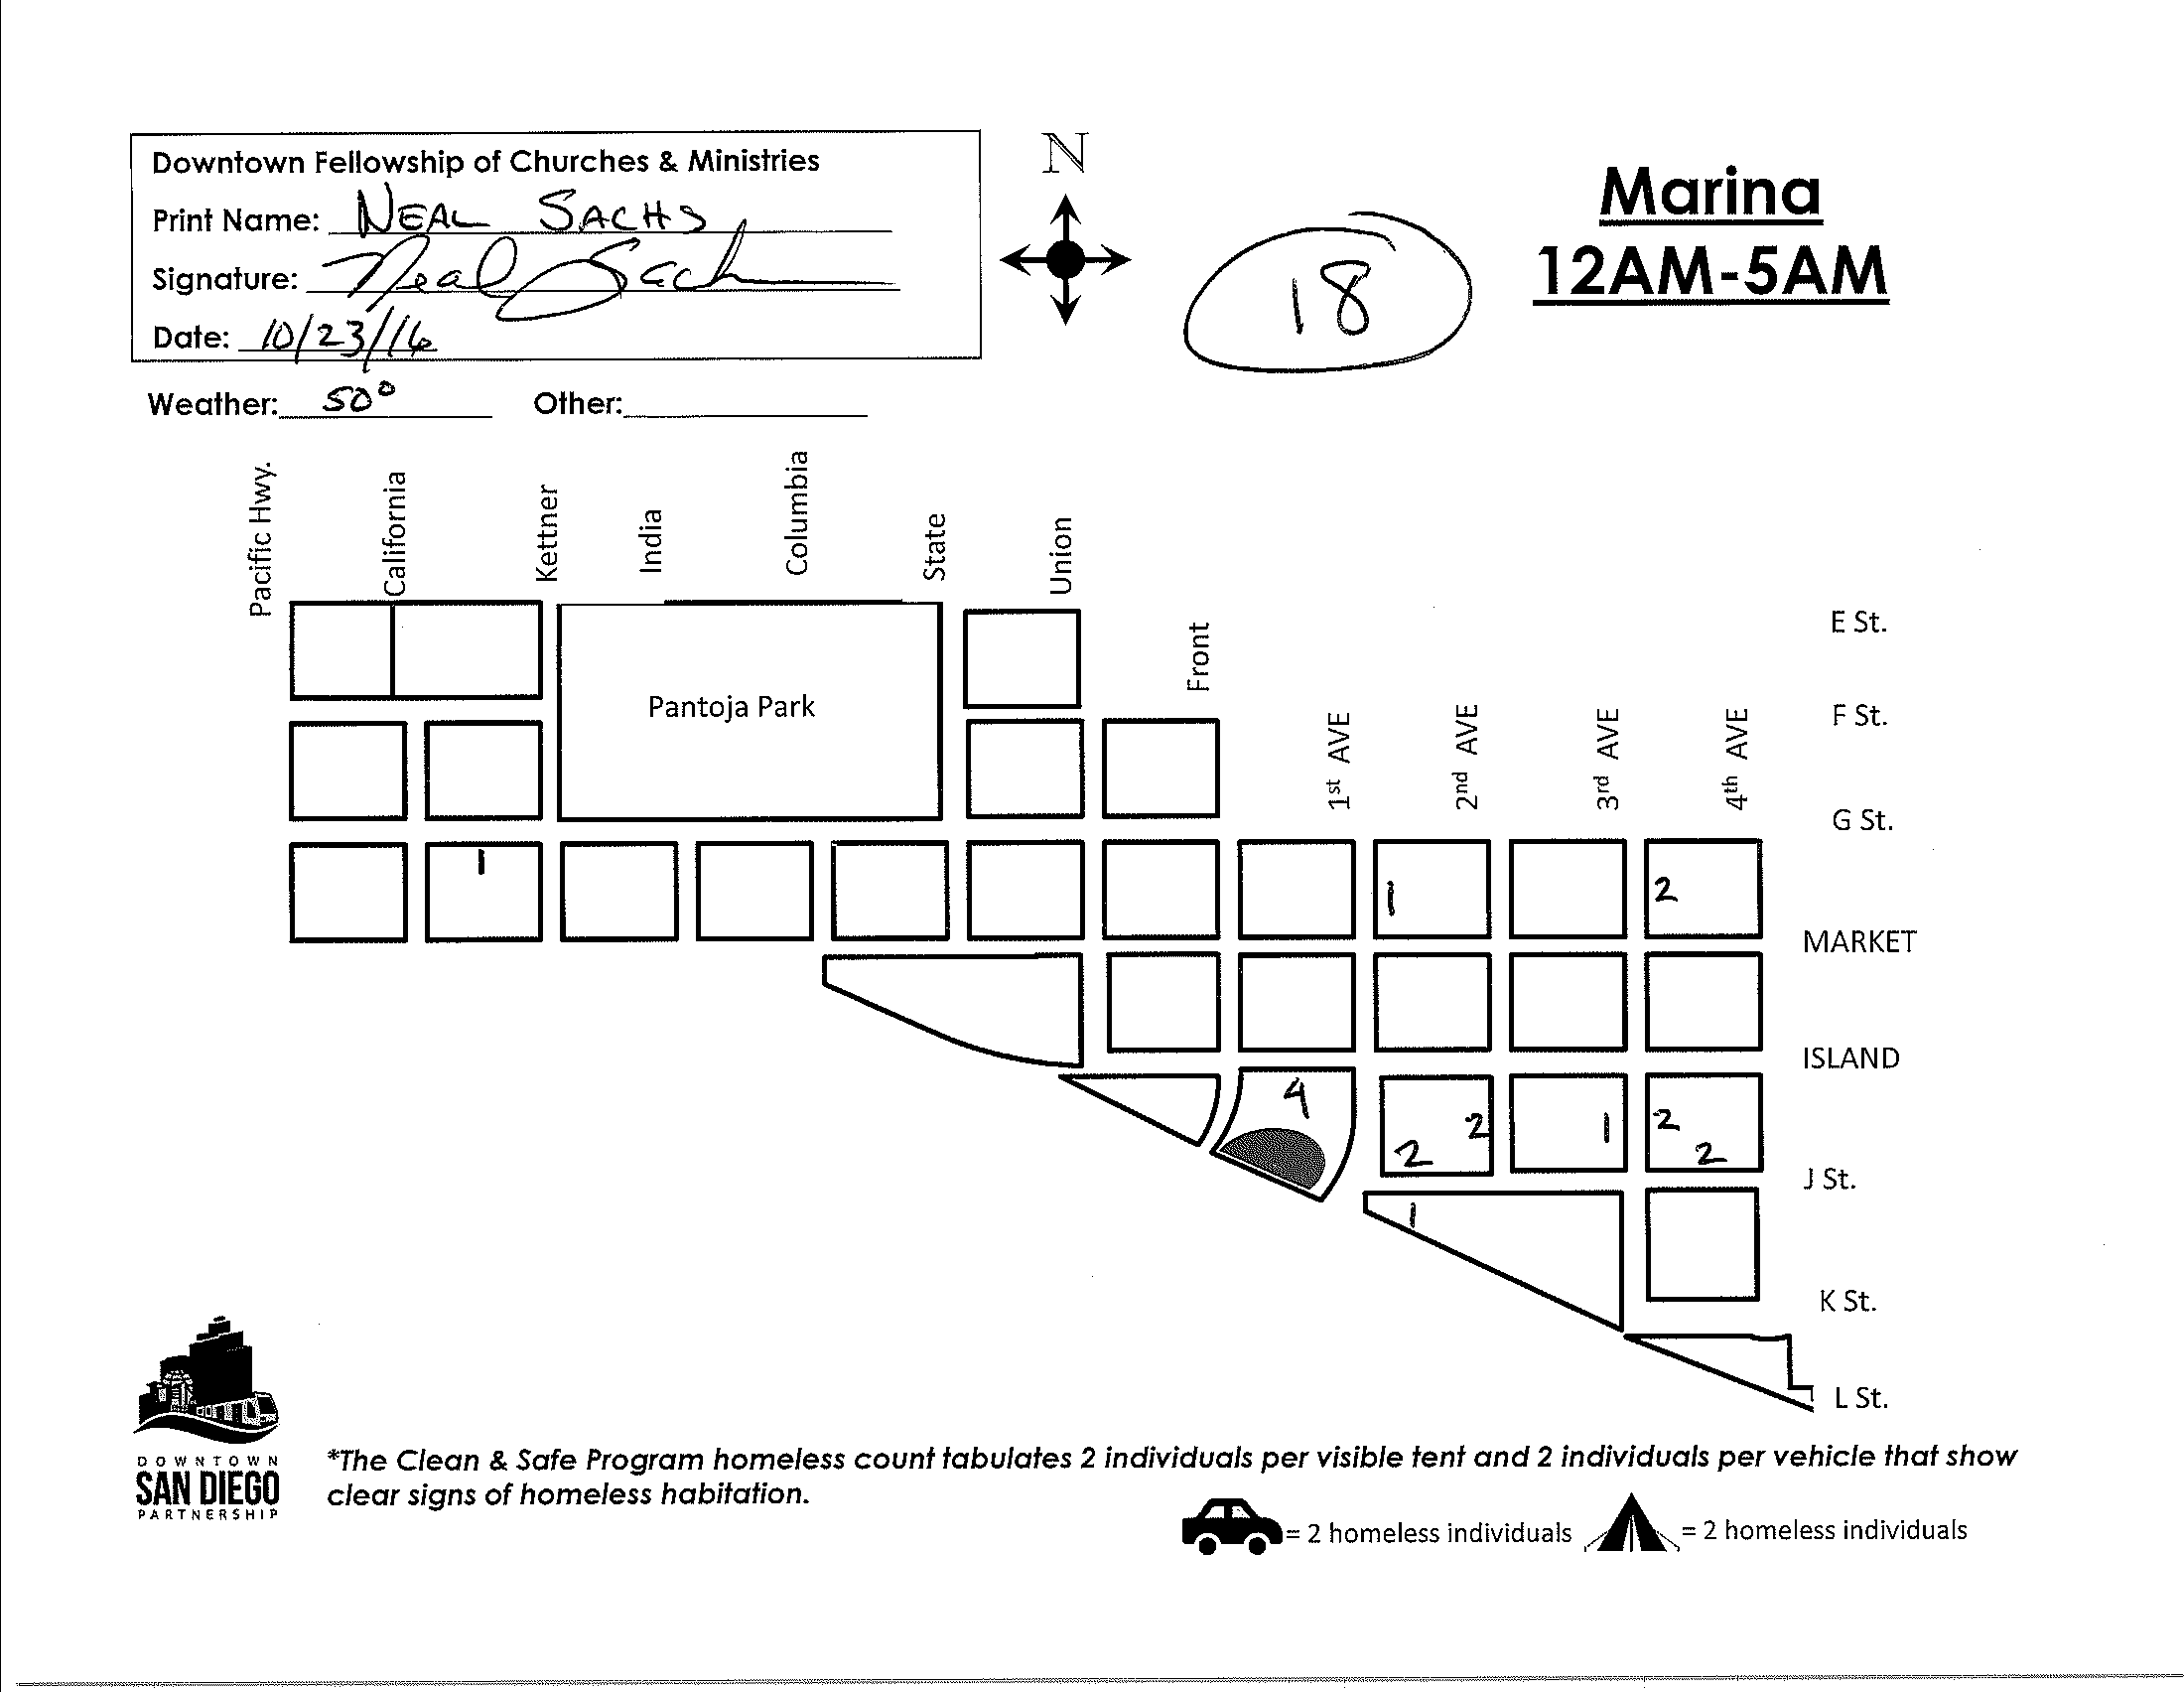 Downtown Fellowship of Churches & Ministries
Print Name: NEAL SACHS
Signature: Neal Sachs
Date: 10/23/16
Weather: 50° Other:
N
18
Marina
12AM-5AM
Pacific Hwy.
California
Kettner
India
Columbia
State
Union
Front
1st AVE
2nd AVE
3rd AVE
4th AVE
E St.
F St.
G St.
MARKET
ISLAND
J St.
K St.
L St.
Pantoja Park
1
1
2
4
2
2
1
2
2
1
DOWNTOWN
SAN DIEGO
PARTNERSHIP
*The Clean & Safe Program homeless count tabulates 2 individuals per visible tent and 2 individuals per vehicle that show
clear signs of homeless habitation.
= 2 homeless individuals
= 2 homeless individuals